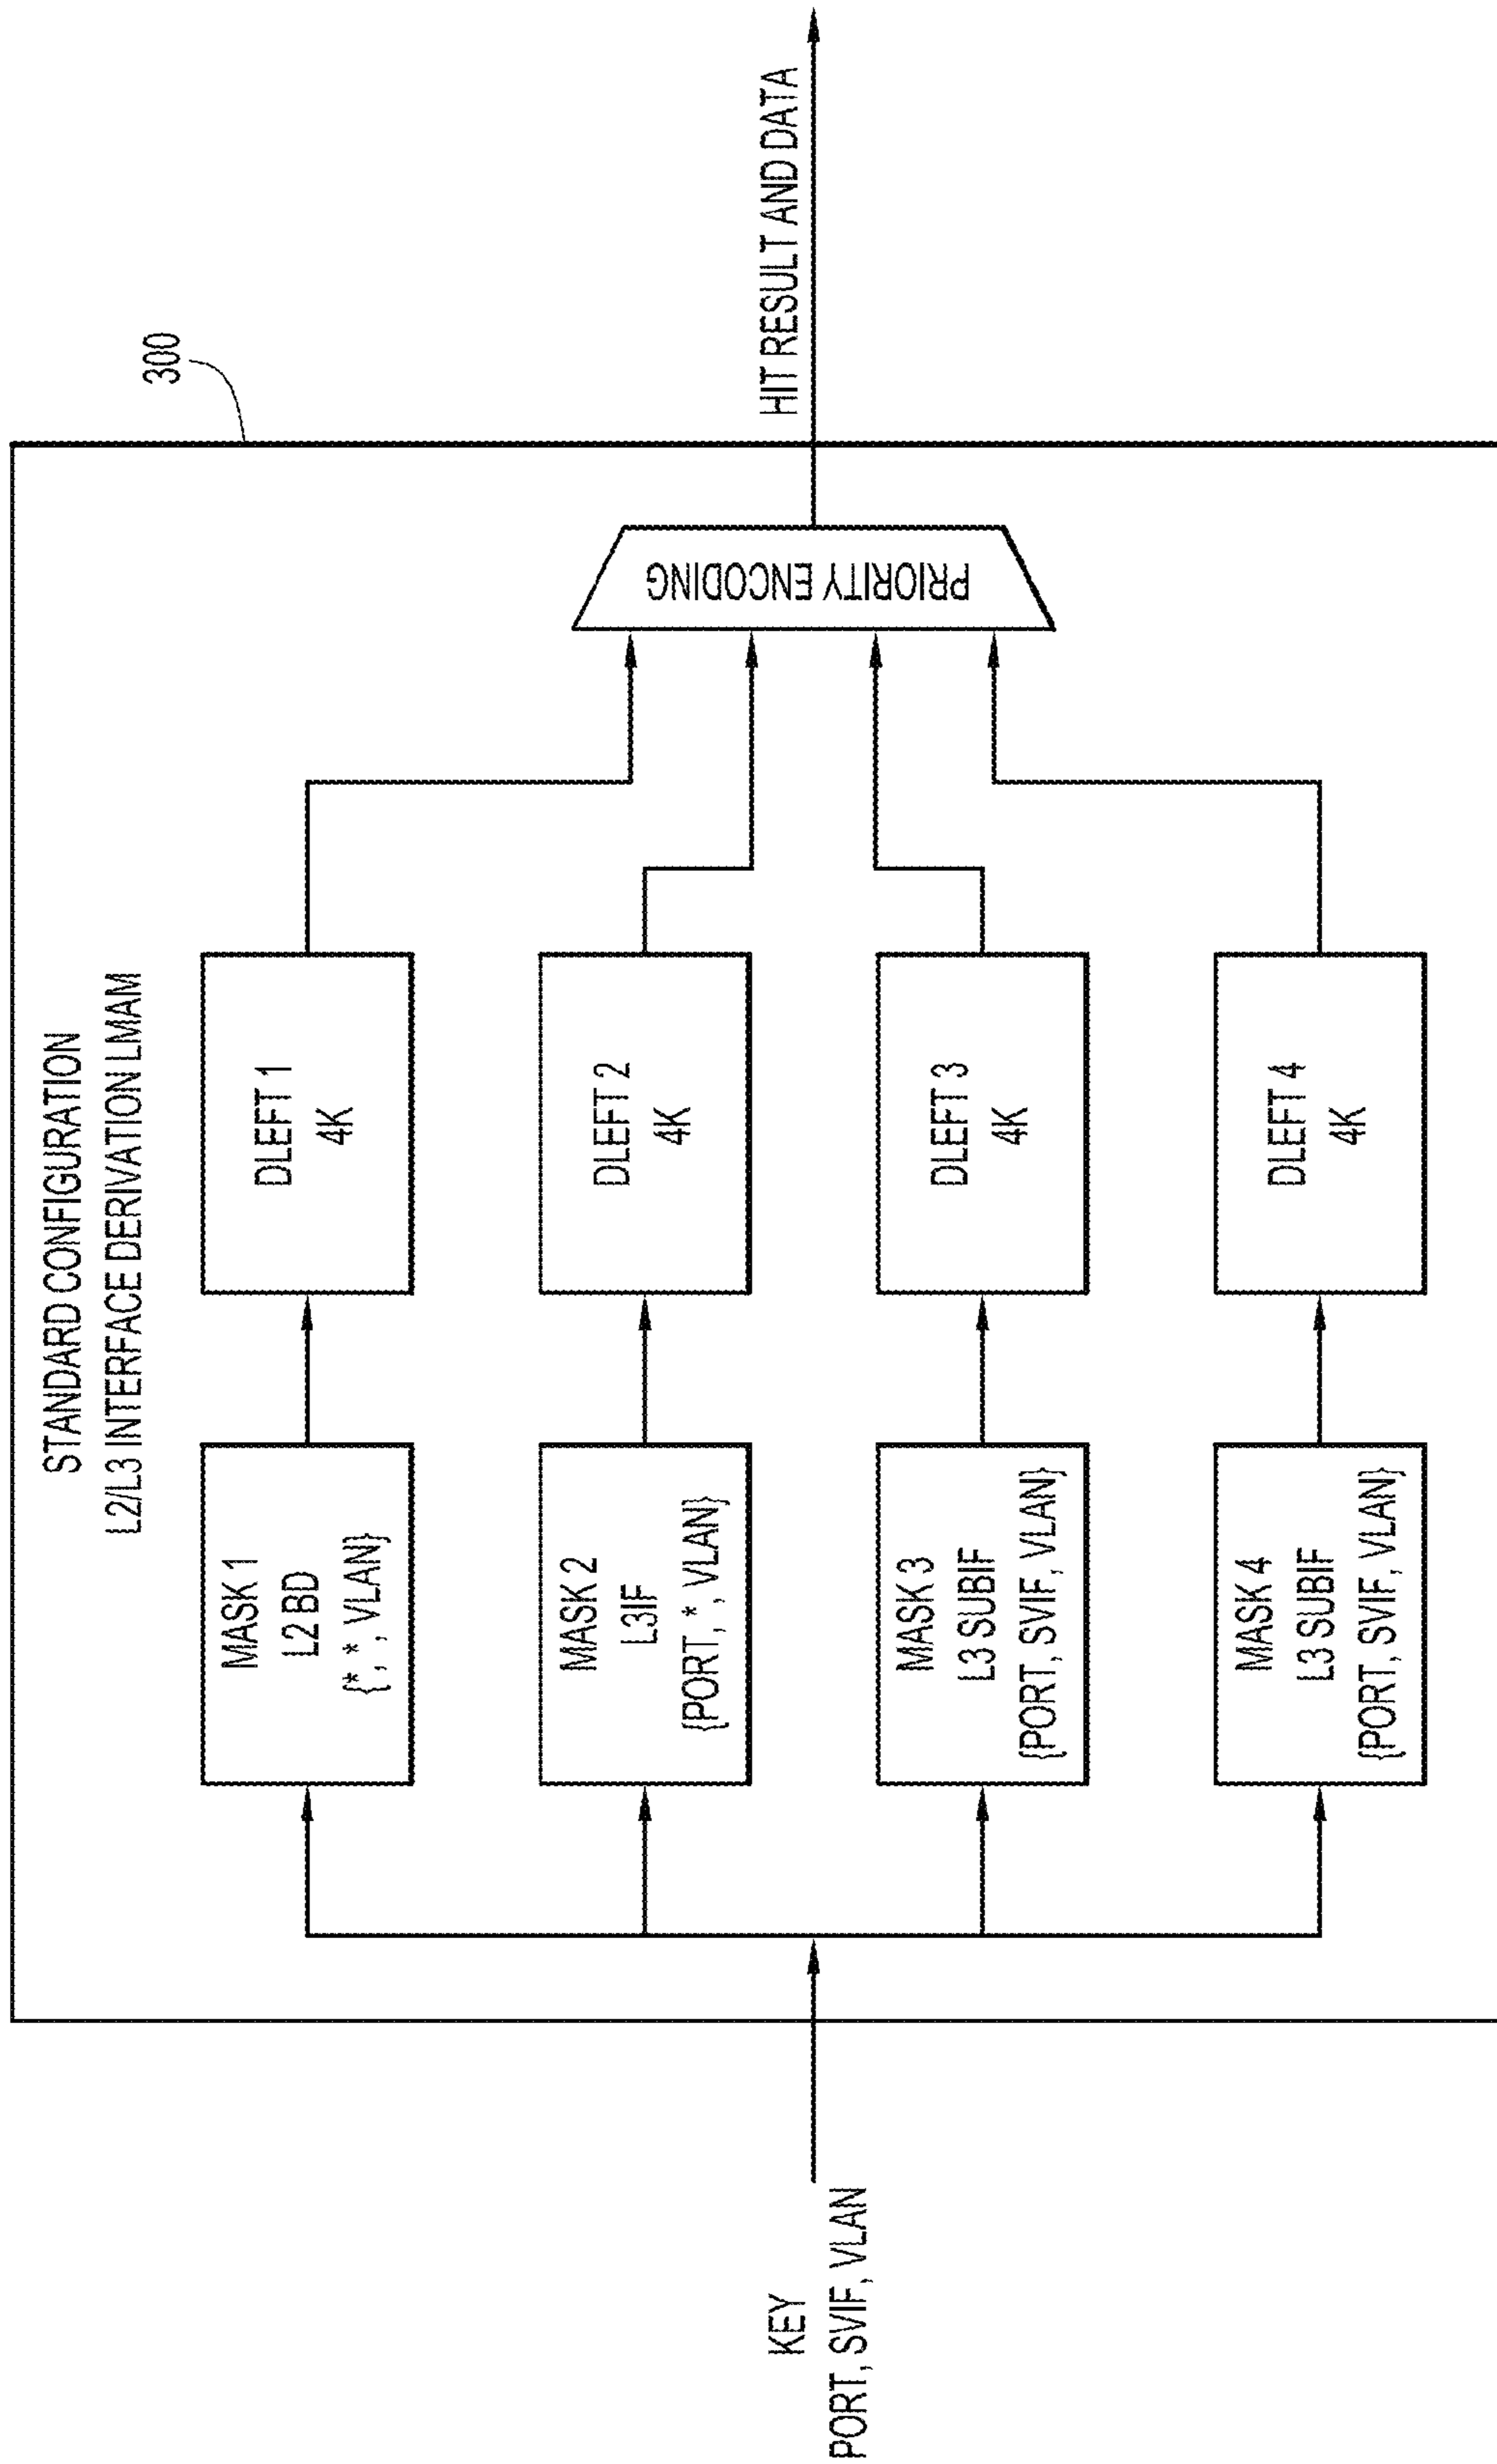 300
STANDARD CONFIGURATION
L2/L3 INTERFACE DERIVATION LMAM
KEY
PORT, SVIF, VLAN
MASK 1
L2 BD
{*, *, VLAN}
DLEFT 1
4K
MASK 2
L3IF
{PORT, *, VLAN}
DLEFT 2
4K
MASK 3
L3 SUBIF
{PORT, SVIF, VLAN}
DLEFT 3
4K
MASK 4
L3 SUBIF
{PORT, SVIF, VLAN}
DLEFT 4
4K
PRIORITY ENCODING
HIT RESULT AND DATA